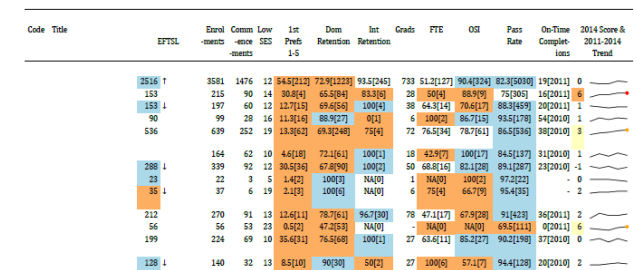 Code Title EFTSL Enrol Comm Low 1st Dom Int Grads FTE OSI Pass On-Time 2014 Score &
-ments -ence SES Prefs Retention Retention Rate Complet- 2011-2014
-ments 1-5 ions Trend
2516 ↑ 3581 1476 12 54.5[212] 72.9[1223] 93.5[245] 733 51.2[127] 90.4[324] 82.3[5030] 19[2011] 0
153 215 90 14 30.8[4] 65.5[84] 83.3[6] 28 50[4] 88.9[9] 75[305] 16[2011] 6
153 ↓ 197 60 12 12.7[15] 69.6[56] 100[4] 38 64.3[14] 70.6[17] 88.3[459] 20[2011] 1
90 99 28 16 11.3[16] 88.9[27] 0[1] 6 100[2] 86.7[15] 93.5[178] 54[2010] 1
536 639 252 19 13.3[62] 69.3[248] 75[4] 72 76.5[34] 78.7[61] 86.5[536] 38[2010] 3
164 62 10 4.6[18] 72.1[61] 100[1] 18 42.9[7] 100[17] 84.5[137] 31[2010] 1
288 ↓ 339 92 12 30.5[36] 67.8[90] 100[2] 50 68.8[16] 82.1[28] 89.1[287] 23[2010] -1
23 22 3 5 1.4[2] 100[3] NA[0] 1 NA[0] 100[2] 97.2[22] - 0
35 ↓ 37 6 19 2.1[3] 100[6] NA[0] 6 75[4] 66.7[9] 95.4[35] - 2
212 270 91 13 12.6[11] 78.7[61] 96.7[30] 78 47.1[17] 67.9[28] 91[423] 36[2011] 2
56 56 53 23 0.5[2] 47.2[53] NA[0] - NA[0] NA[0] 69.5[111] 0[2011] 6
199 224 69 10 35.6[31] 76.5[68] 100[1] 27 63.6[11] 85.2[27] 90.2[198] 37[2010] 0
128 ↓ 140 32 13 8.5[10] 90[30] 50[2] 27 100[6] 57.1[7] 94.4[128] 20[2010] 2